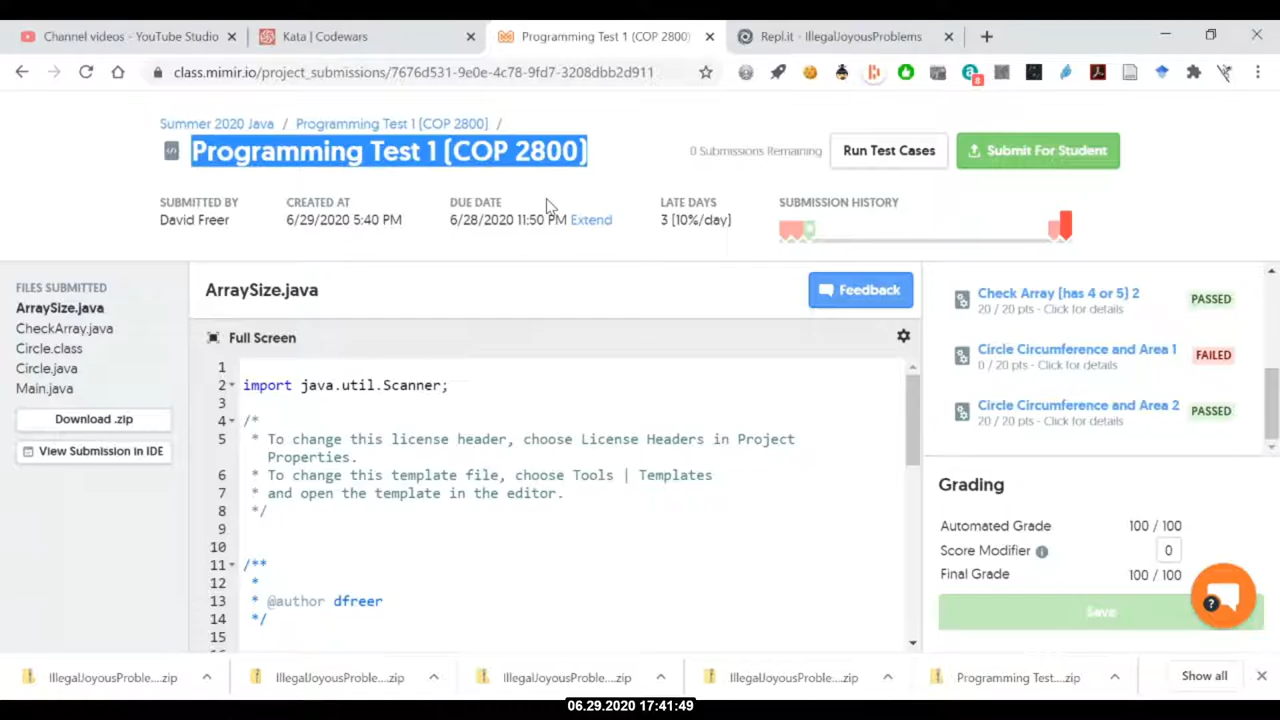 Channel videos - YouTube Studio
Kata | Codewars
Programming Test 1 (COP 2800)
Repl.it - IllegalJoyousProblems
class.mimir.io/project_submissions/7676d531-9e0e-4c78-9fd7-3208dbb2d911
8
Summer 2020 Java / Programming Test 1 (COP 2800) /
Programming Test 1 (COP 2800)
0 Submissions Remaining
Run Test Cases
Submit For Student
SUBMITTED BY
David Freer
CREATED AT
6/29/2020 5:40 PM
DUE DATE
6/28/2020 11:50 PM Extend
LATE DAYS
3 (10%/day)
SUBMISSION HISTORY
FILES SUBMITTED
ArraySize.java
CheckArray.java
Circle.class
Circle.java
Main.java
Download .zip
View Submission in IDE
ArraySize.java
Feedback
Full Screen
1
2 import java.util.Scanner;
3
4 /*
5 * To change this license header, choose License Headers in Project
Properties.
6 * To change this template file, choose Tools | Templates
7 * and open the template in the editor.
8 */
9
10
11 /**
12 *
13 * @author dfreer
14 */
15
Check Array (has 4 or 5) 2
20 / 20 pts - Click for details
PASSED
Circle Circumference and Area 1
0 / 20 pts - Click for details
FAILED
Circle Circumference and Area 2
20 / 20 pts - Click for details
PASSED
Grading
Automated Grade 100 / 100
Score Modifier 0
Final Grade 100 / 100
Save
IllegalJoyousProble....zip
IllegalJoyousProble....zip
IllegalJoyousProble....zip
IllegalJoyousProble....zip
Programming Test....zip
Show all
06.29.2020 17:41:49